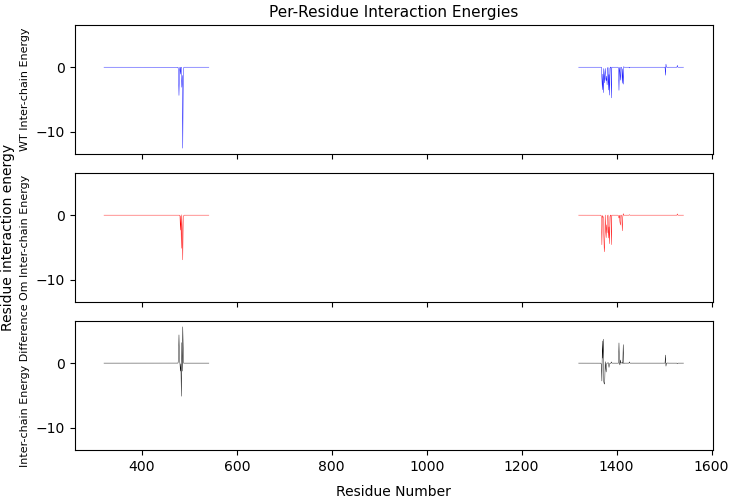 Per-Residue Interaction Energies
Residue interaction energy
WT Inter-chain Energy
0
−10
Om Inter-chain Energy
0
−10
Inter-chain Energy Difference
0
−10
400 600 800 1000 1200 1400 1600
Residue Number